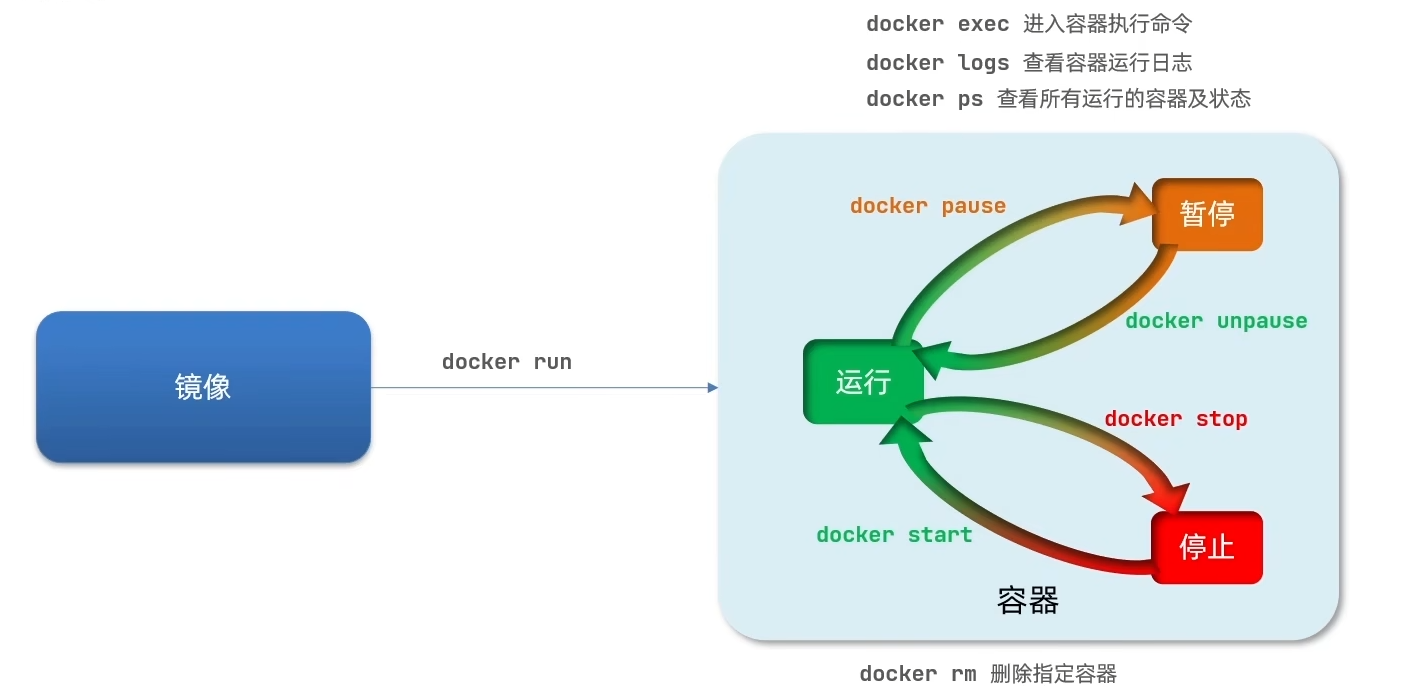 docker exec 进入容器执行命令
docker logs 查看容器运行日志
docker ps 查看所有运行的容器及状态
docker pause
暂停
docker unpause
镜像
docker run
运行
docker stop
docker start
停止
容器
docker rm 删除指定容器